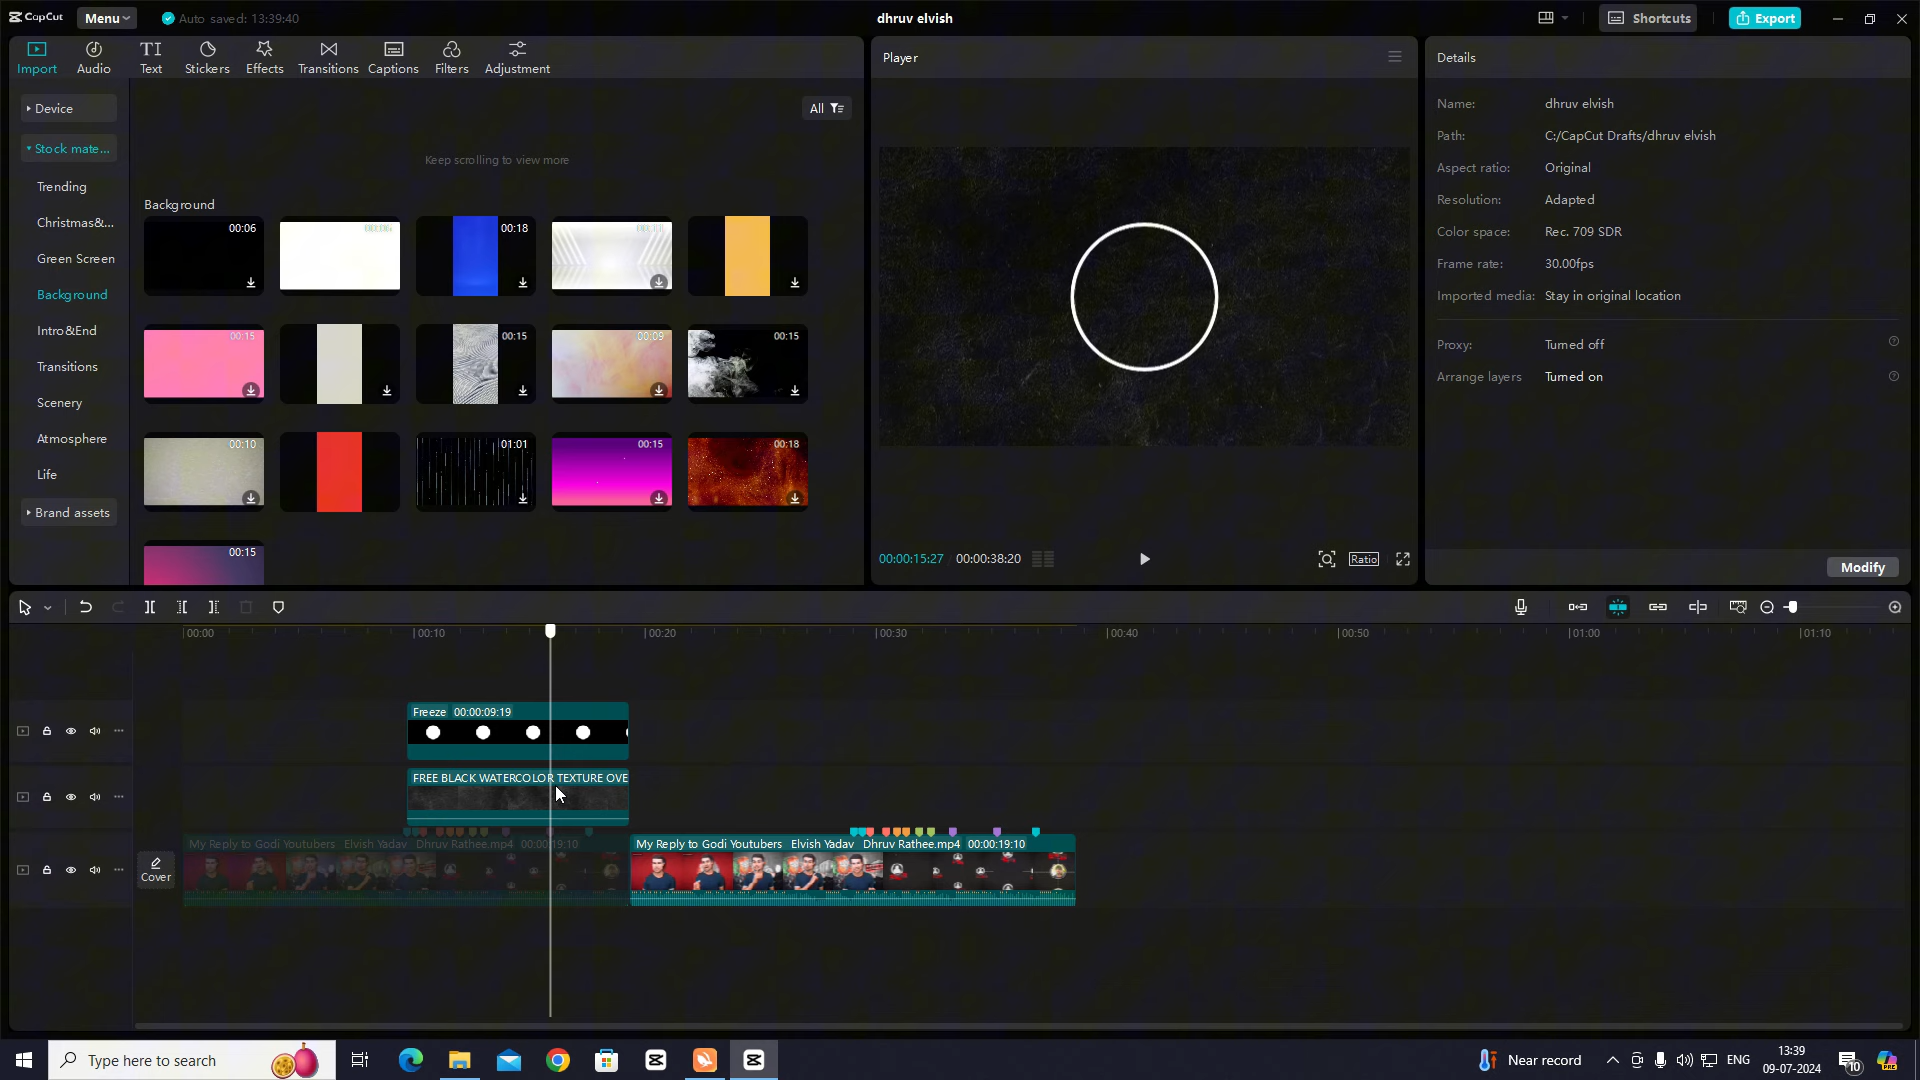 CapCut
Menu
Auto saved: 13:39:40
dhruv elvish
Shortcuts
Export
Import
Audio
TI
Text
Stickers
Effects
Transitions
Captions
Filters
Adjustment
Player
Details
Device
Stock mate...
Trending
Christmas&...
Green Screen
Background
Intro&End
Transitions
Scenery
Atmosphere
Life
Brand assets
All
Keep scrolling to view more
Background
00:06
00:18
00:15
00:15
00:09
00:15
00:10
01:01
00:15
00:18
00:15
00:00:15:27
00:00:38:20
Ratio
Name: dhruv elvish
Path: C:/CapCut Drafts/dhruv elvish
Aspect ratio: Original
Resolution: Adapted
Color space: Rec. 709 SDR
Frame rate: 30.00fps
Imported media: Stay in original location
Proxy: Turned off
Arrange layers Turned on
Modify
00:00
00:10
00:20
00:30
00:40
00:50
01:00
01:10
Freeze 00:00:09:19
FREE BLACK WATERCOLOR TEXTURE OVE
Cover
My Reply to Godi Youtubers Elvish Yadav Dhruv Rathee.mp4 00:00:19:10
My Reply to Godi Youtubers Elvish Yadav Dhruv Rathee.mp4 00:00:19:10
Type here to search
Near record
ENG
13:39
09-07-2024
10
PRE